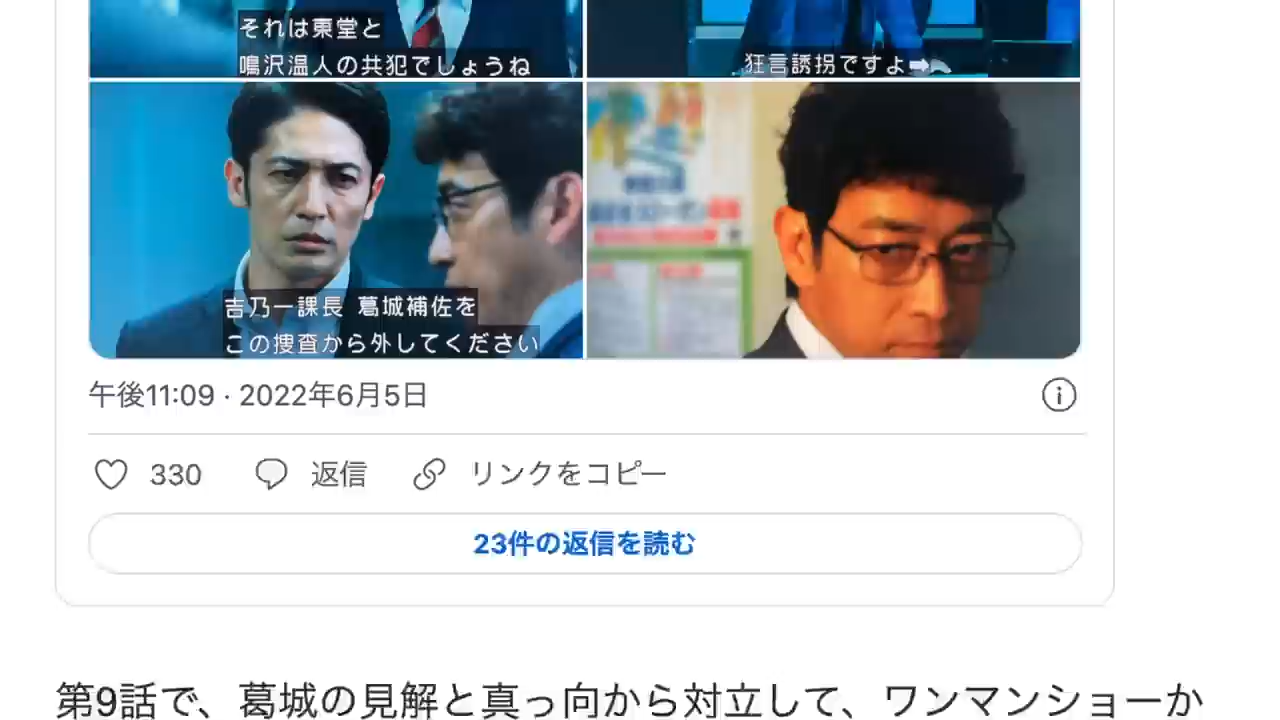 それは東堂と
鳴沢温人の共犯でしょうね
狂言誘拐ですよ➡
吉乃一課長 葛城補佐を
この捜査から外してください
午後11:09 · 2022年6月5日
330 返信 リンクをコピー
23件の返信を読む
第9話で、葛城の見解と真っ向から対立して、ワンマンショーか